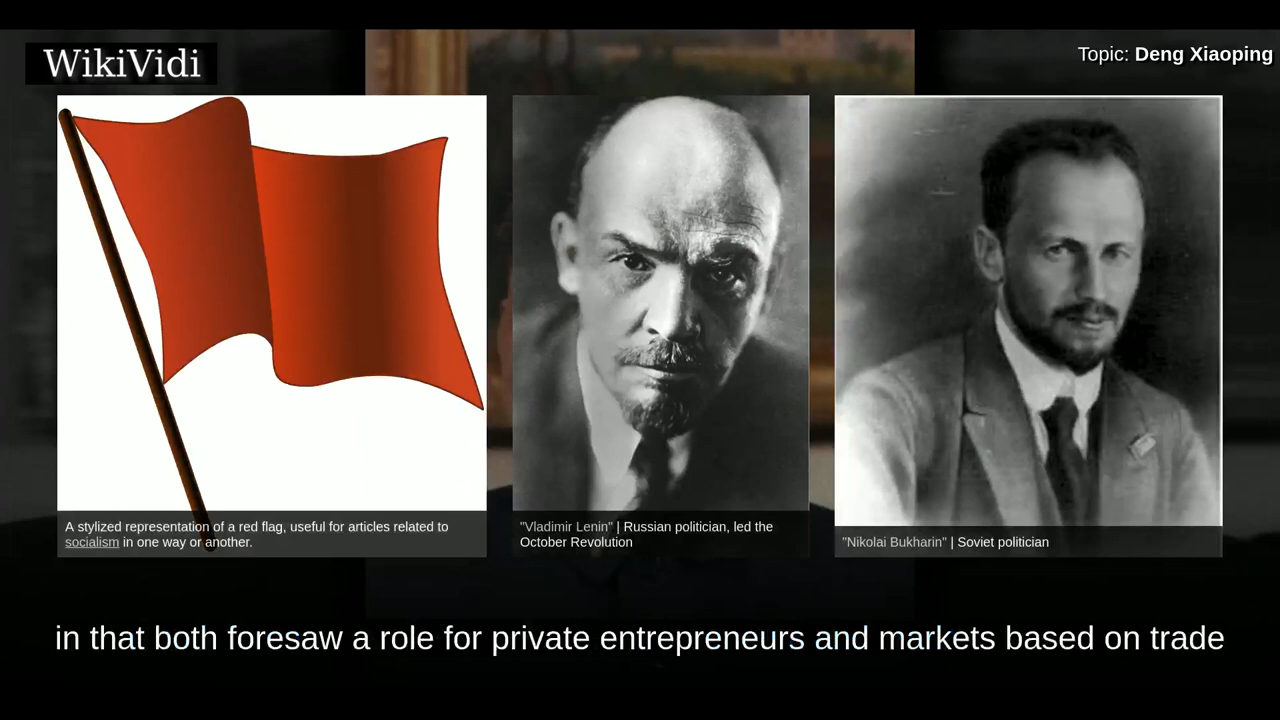 WikiVidi
Topic: Deng Xiaoping
A stylized representation of a red flag, useful for articles related to
socialism in one way or another.
"Vladimir Lenin" | Russian politician, led the
October Revolution
"Nikolai Bukharin" | Soviet politician
in that both foresaw a role for private entrepreneurs and markets based on trade